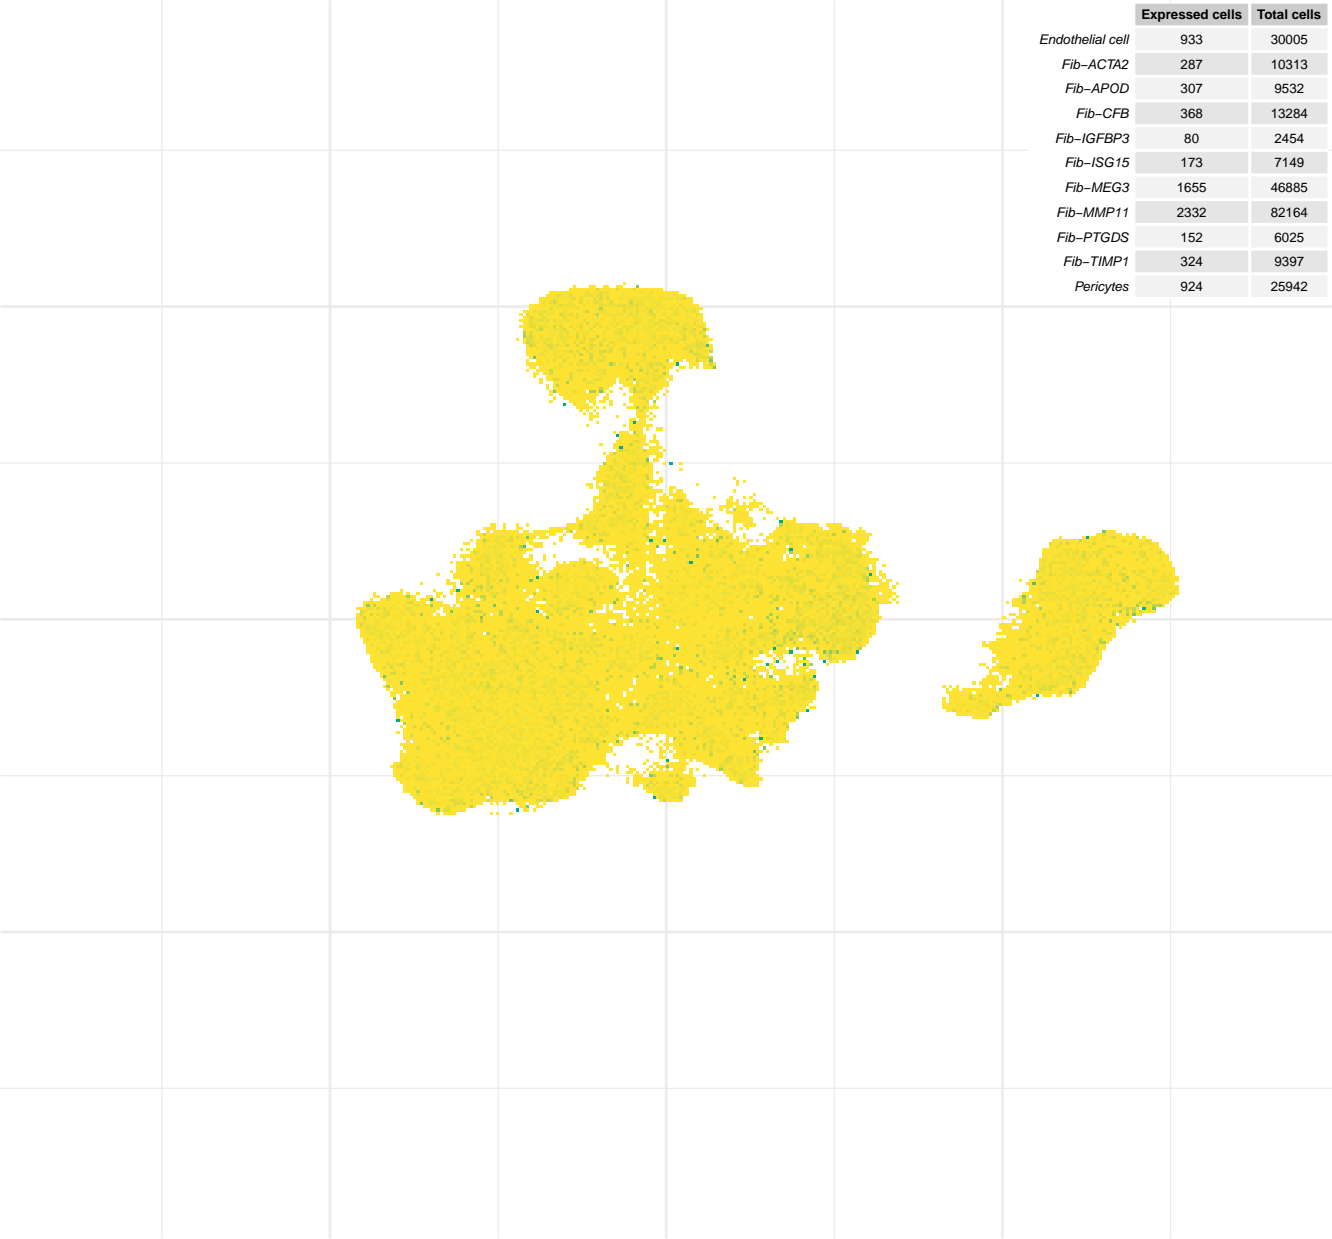 Expressed cells Total cells
Endothelial cell 933 30005
Fib−ACTA2 287 10313
Fib−APOD 307 9532
Fib−CFB 368 13284
Fib−IGFBP3 80 2454
Fib−ISG15 173 7149
Fib−MEG3 1655 46885
Fib−MMP11 2332 82164
Fib−PTGDS 152 6025
Fib−TIMP1 324 9397
Pericytes 924 25942